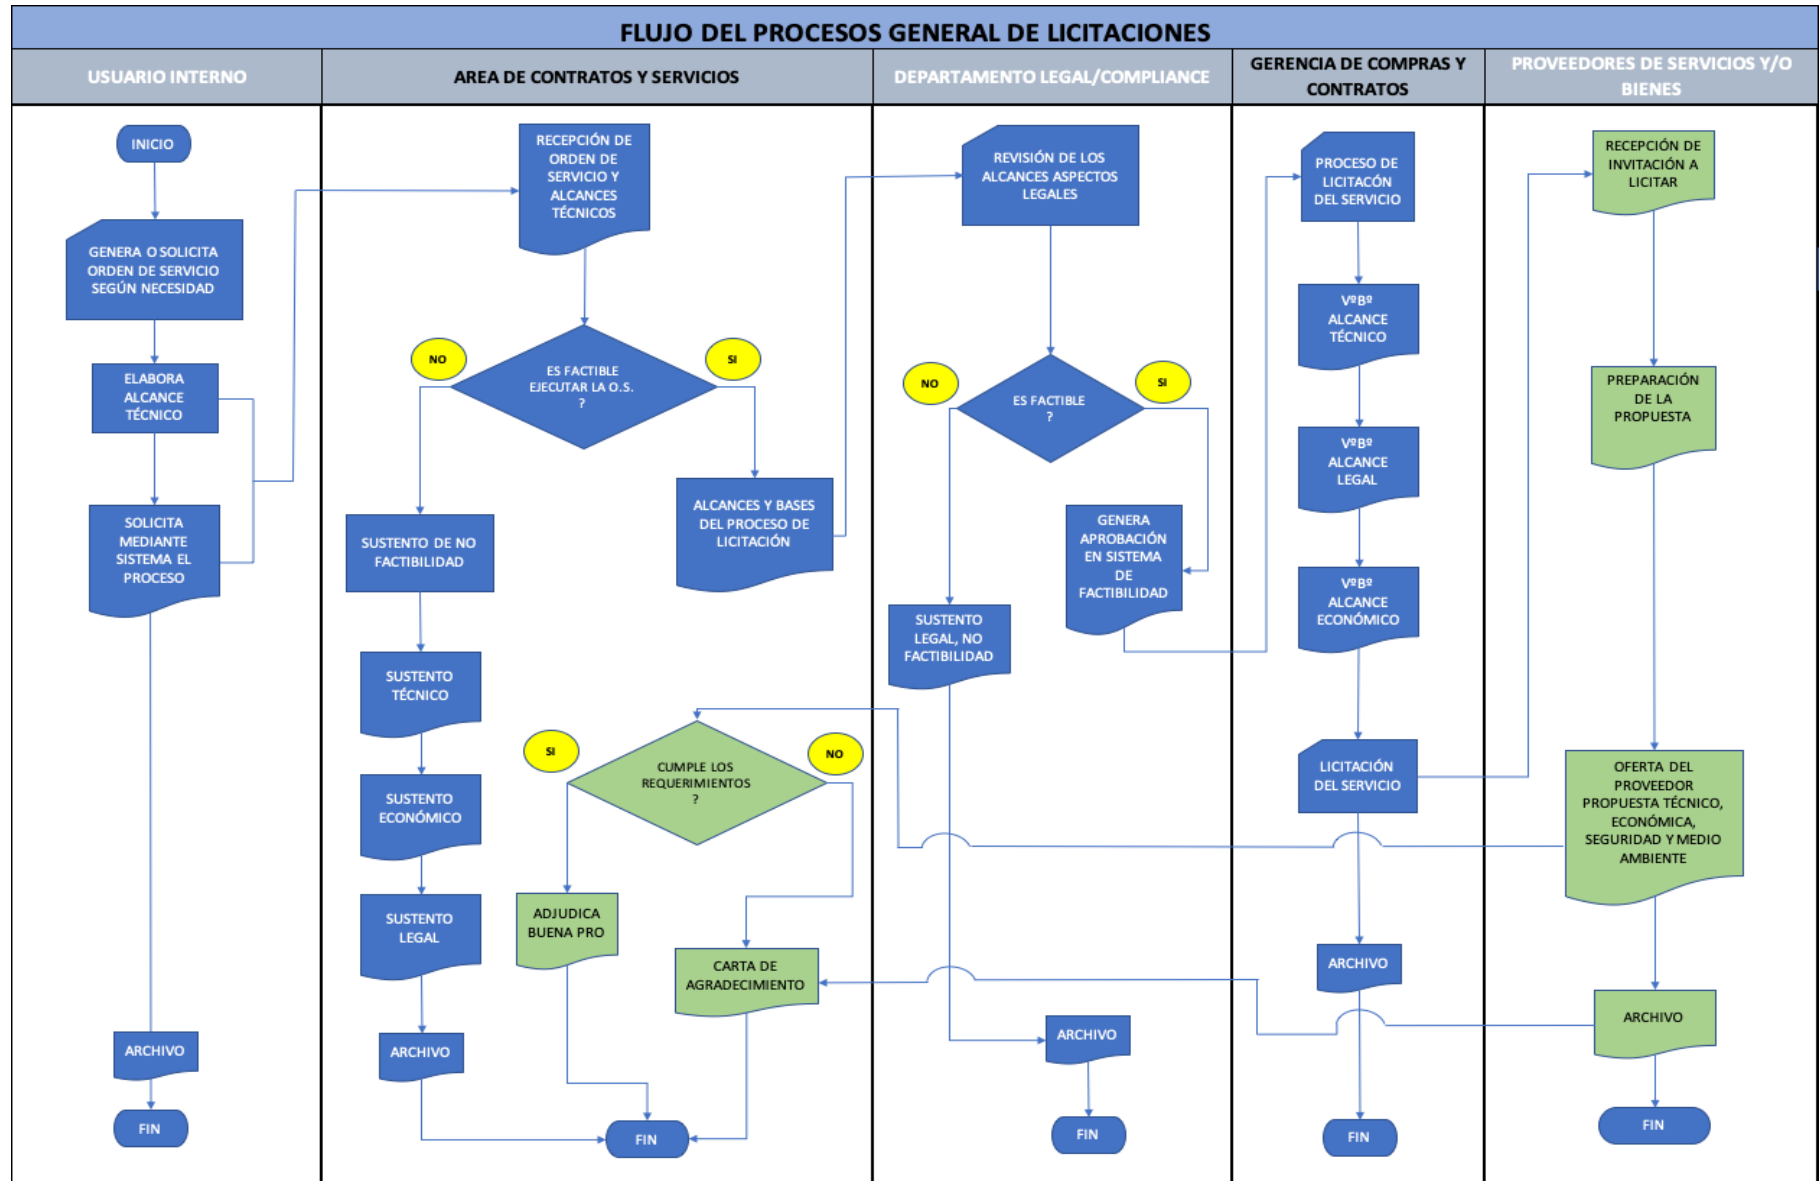 FLUJO DEL PROCESOS GENERAL DE LICITACIONES
USUARIO INTERNO
AREA DE CONTRATOS Y SERVICIOS
DEPARTAMENTO LEGAL/COMPLIANCE
GERENCIA DE COMPRAS Y
CONTRATOS
PROVEEDORES DE SERVICIOS Y/O
BIENES
INICIO
GENERA O SOLICITA
ORDEN DE SERVICIO
SEGÚN NECESIDAD
ELABORA
ALCANCE
TÉCNICO
SOLICITA
MEDIANTE
SISTEMA EL
PROCESO
ARCHIVO
FIN
RECEPCIÓN DE
ORDEN DE
SERVICIO Y
ALCANCES
TÉCNICOS
NO
SI
ES FACTIBLE
EJECUTAR LA O.S.
?
SUSTENTO DE NO
FACTIBILIDAD
ALCANCES Y BASES
DEL PROCESO DE
LICITACIÓN
SUSTENTO
TÉCNICO
SUSTENTO
ECONÓMICO
SUSTENTO
LEGAL
ARCHIVO
SI
NO
CUMPLE LOS
REQUERIMIENTOS
?
ADJUDICA
BUENA PRO
CARTA DE
AGRADECIMIENTO
FIN
REVISIÓN DE LOS
ALCANCES ASPECTOS
LEGALES
NO
SI
ES FACTIBLE
?
GENERA
APROBACIÓN
EN SISTEMA
DE
FACTIBILIDAD
SUSTENTO
LEGAL, NO
FACTIBILIDAD
ARCHIVO
FIN
PROCESO DE
LICITACÓN
DEL SERVICIO
VºBº
ALCANCE
TÉCNICO
VºBº
ALCANCE
LEGAL
VºBº
ALCANCE
ECONÓMICO
LICITACIÓN
DEL SERVICIO
ARCHIVO
FIN
RECEPCIÓN DE
INVITACIÓN A
LICITAR
PREPARACIÓN
DE LA
PROPUESTA
OFERTA DEL
PROVEEDOR
PROPUESTA TÉCNICO,
ECONÓMICA,
SEGURIDAD Y MEDIO
AMBIENTE
ARCHIVO
FIN